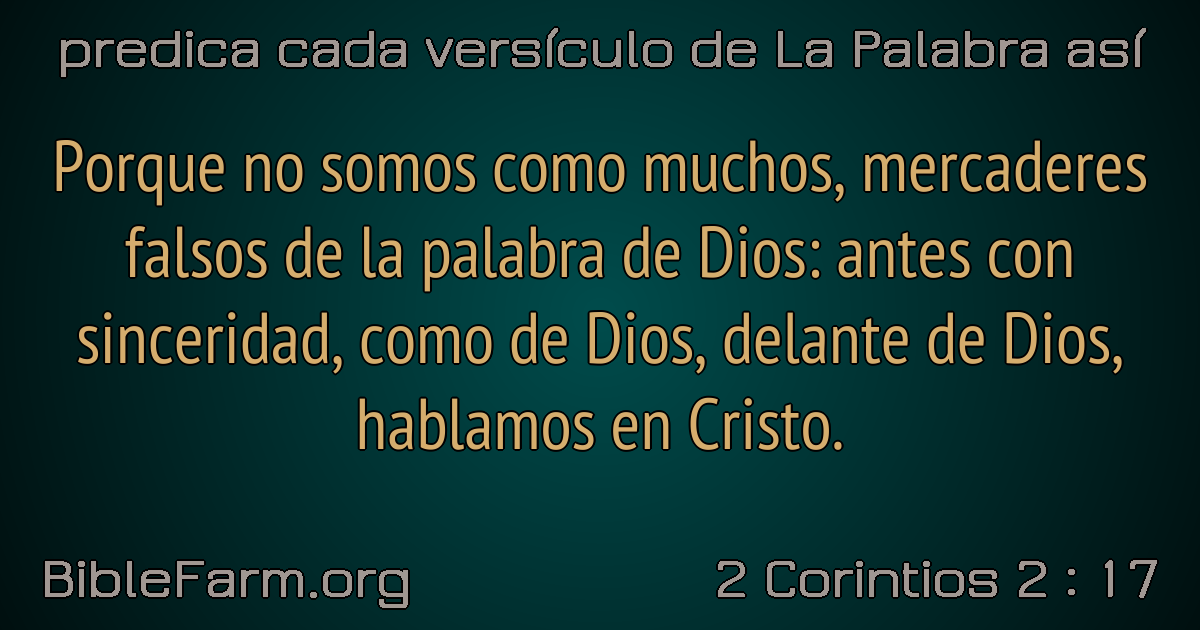 predica cada versículo de La Palabra así
Porque no somos como muchos, mercaderes
falsos de la palabra de Dios: antes con
sinceridad, como de Dios, delante de Dios,
hablamos en Cristo.
BibleFarm.org
2 Corintios 2 : 17